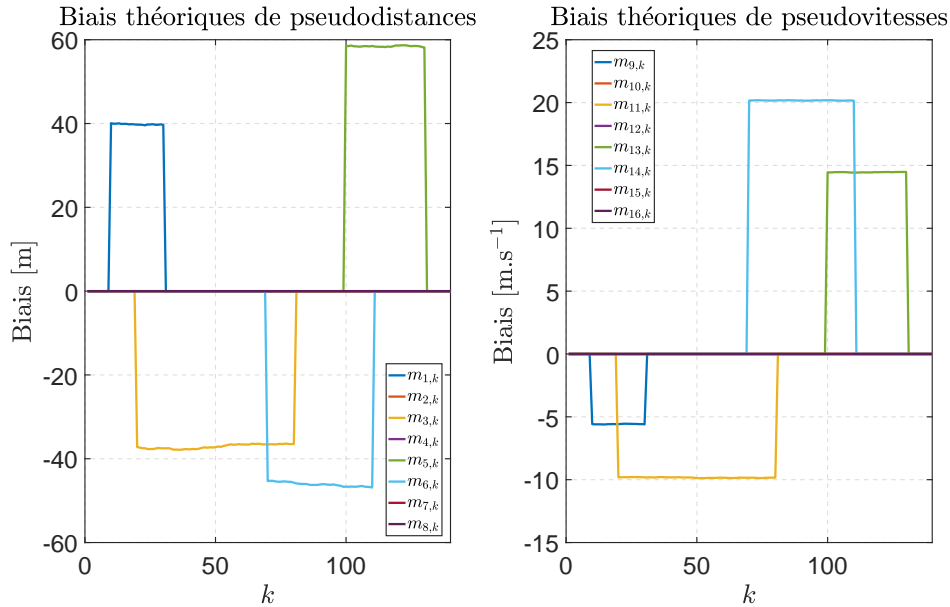 Biais théoriques de pseudodistances
60
40
20
0
-20
-40
-60
0
50
100
k
Biais [m]
m1,k
m2,k
m3,k
m4,k
m5,k
m6,k
m7,k
m8,k
Biais théoriques de pseudovitesses
25
20
15
10
5
0
-5
-10
-15
0
50
100
k
Biais [m.s⁻¹]
m9,k
m10,k
m11,k
m12,k
m13,k
m14,k
m15,k
m16,k